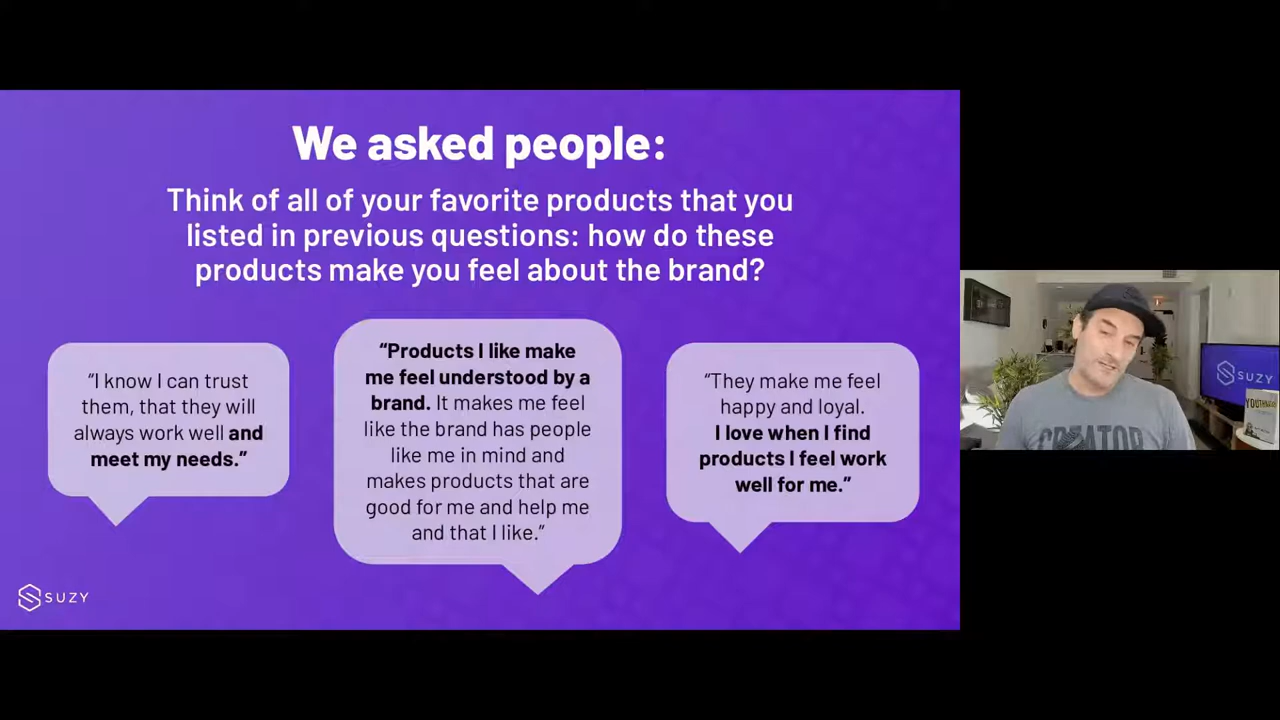 We asked people:
Think of all of your favorite products that you
listed in previous questions: how do these
products make you feel about the brand?
“I know I can trust
them, that they will
always work well and
meet my needs.”
“Products I like make
me feel understood by a
brand. It makes me feel
like the brand has people
like me in mind and
makes products that are
good for me and help me
and that I like.”
“They make me feel
happy and loyal.
I love when I find
products I feel work
well for me.”
SUZY
SUZY
CREATOR